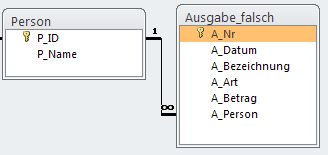 Person
P_ID
P_Name
1
∞
Ausgabe_falsch
A_Nr
A_Datum
A_Bezeichnung
A_Art
A_Betrag
A_Person